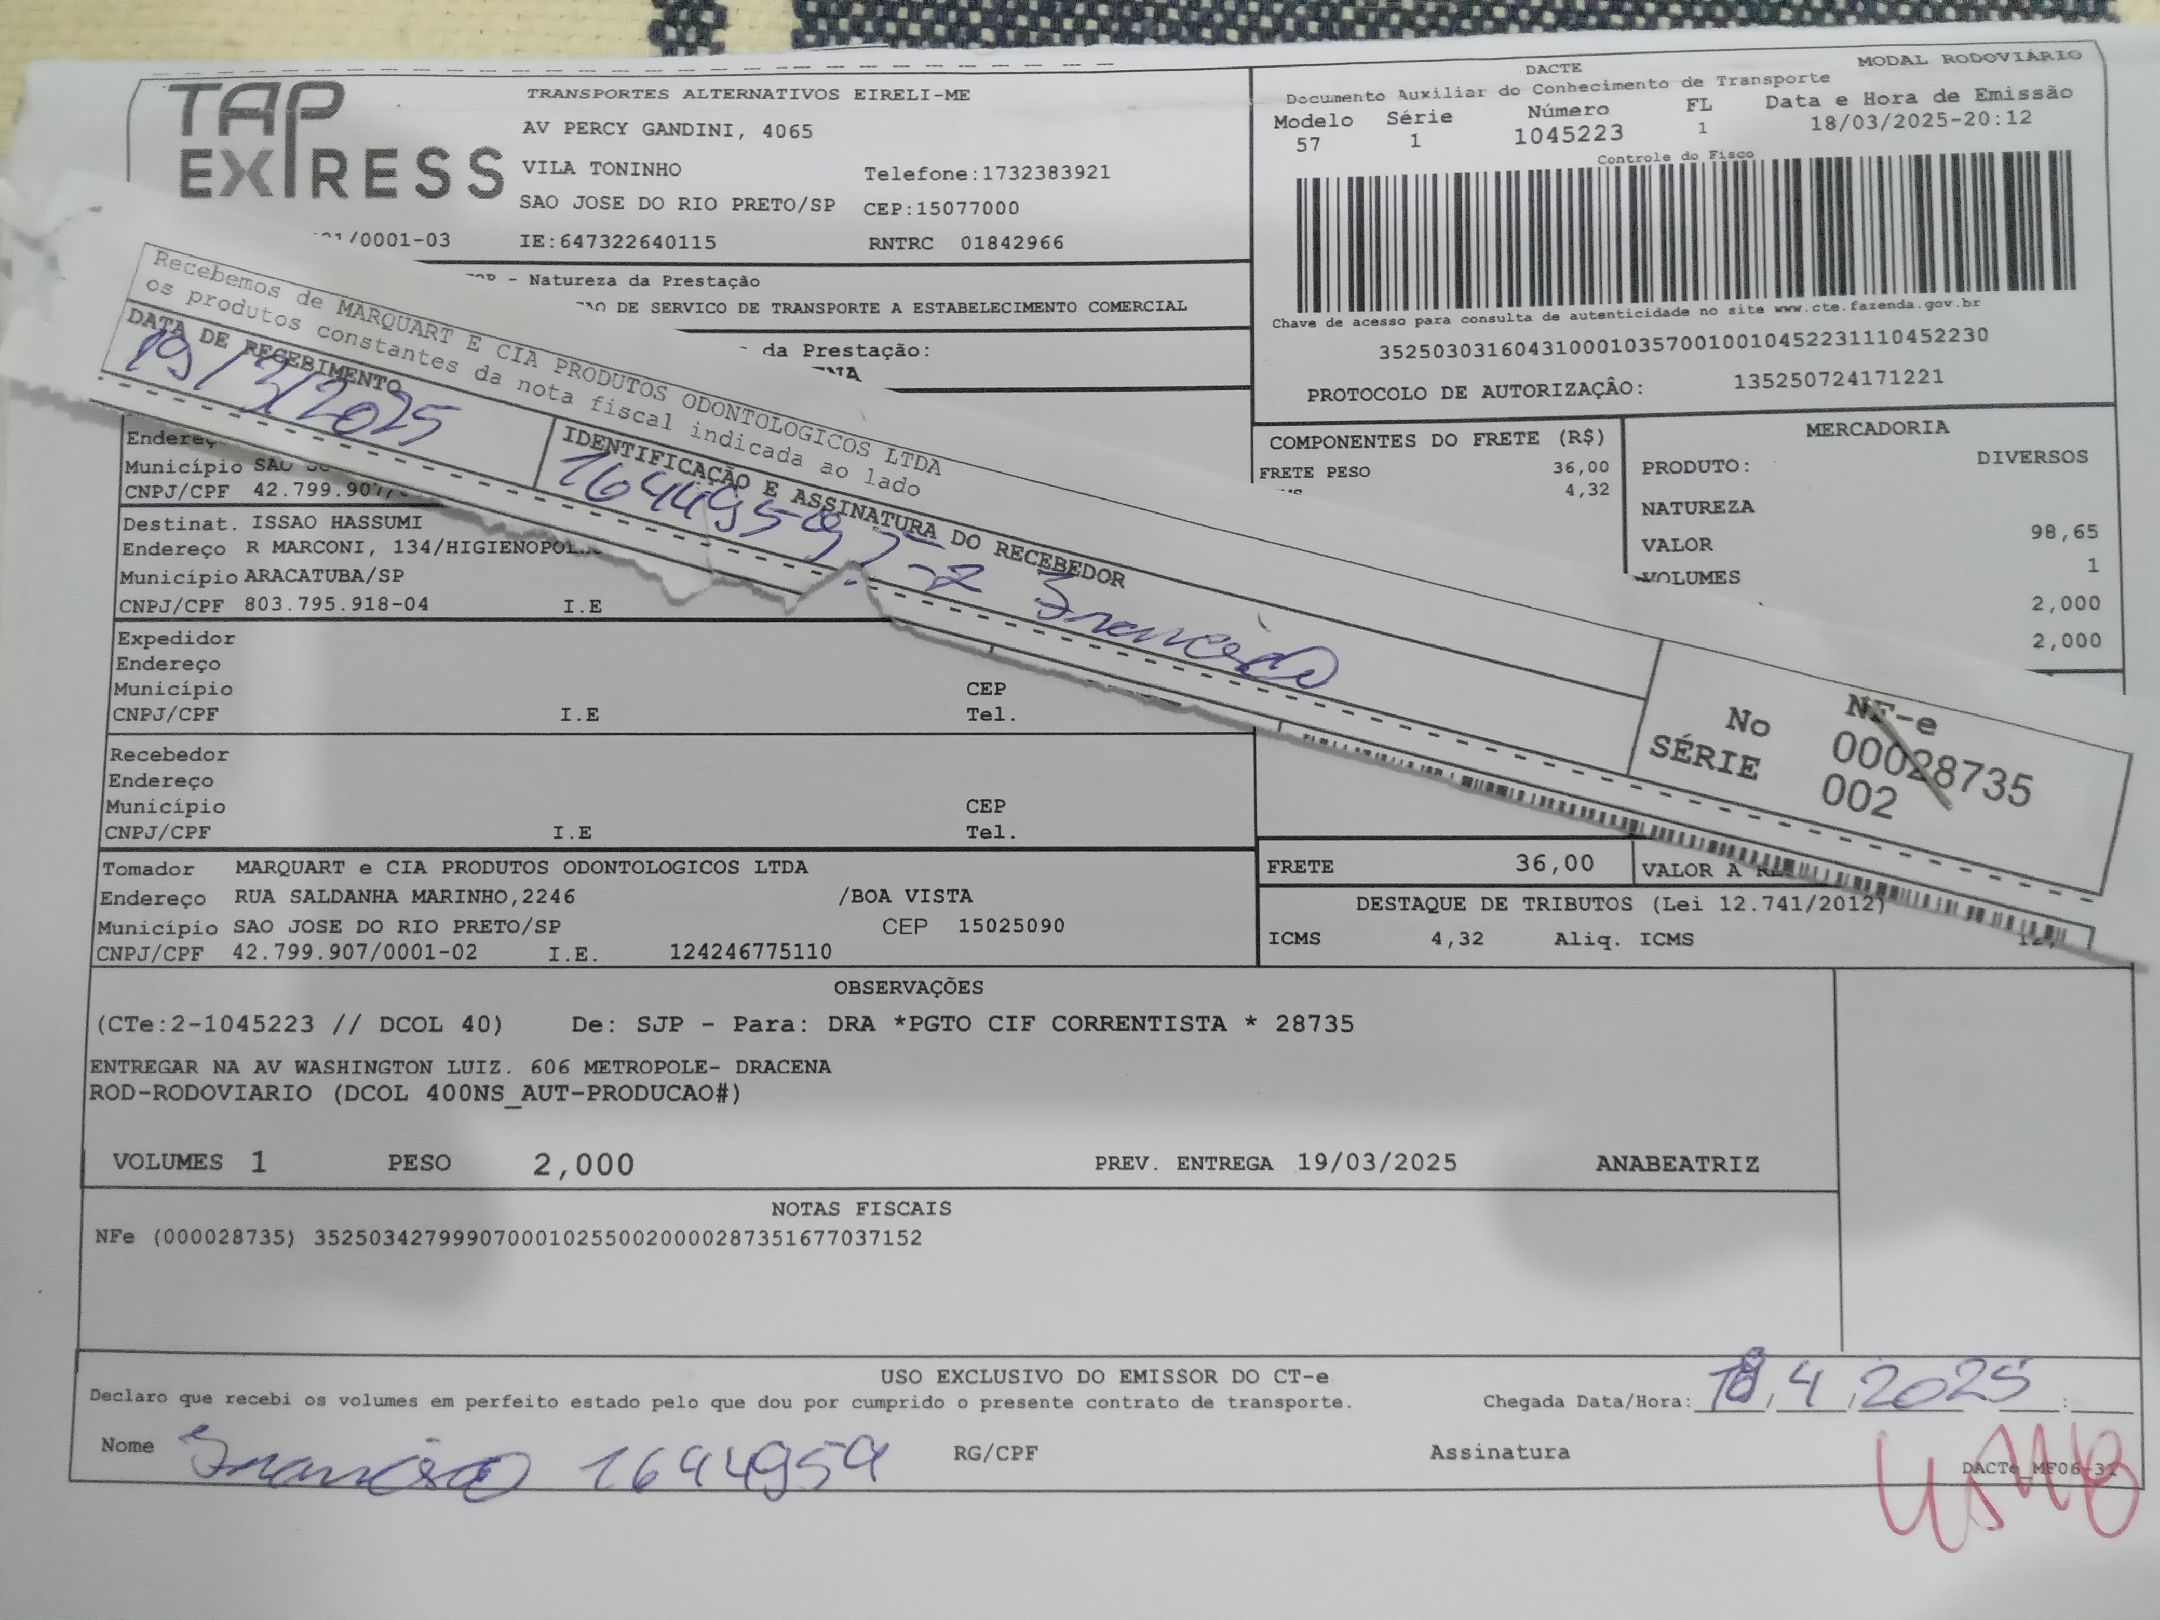 TAP EXPRESS
TRANSPORTES ALTERNATIVOS EIRELI-ME
AV PERCY GANDINI, 4065
VILA TONINHO Telefone:1732383921
SAO JOSE DO RIO PRETO/SP CEP:15077000
/0001-03 IE:647322640115 RNTRC 01842966
- Natureza da Prestação
DE SERVICO DE TRANSPORTE A ESTABELECIMENTO COMERCIAL
da Prestação:
DACTE MODAL RODOVIÁRIO
Documento Auxiliar do Conhecimento de Transporte
Modelo Série Número FL Data e Hora de Emissão
57 1 1045223 1 18/03/2025-20:12
Controle do Fisco
Chave de acesso para consulta de autenticidade no site www.cte.fazenda.gov.br
35250303160431000103570010010452231110452230
PROTOCOLO DE AUTORIZAÇÂO: 135250724171221
Recebemos de MARQUART E CIA PRODUTOS ODONTOLOGICOS LTDA
os produtos constantes da nota fiscal indicada ao lado
DATA DE RECEBIMENTO
19/3/2025
IDENTIFICAÇÃO E ASSINATURA DO RECEBEDOR
Francisco
NF-e
No 00028735
SÉRIE 002
COMPONENTES DO FRETE (R$)
FRETE PESO 36,00
4,32
MERCADORIA
PRODUTO: DIVERSOS
NATUREZA
VALOR 98,65
VOLUMES 1
2,000
2,000
Município SAO
CNPJ/CPF 42.799.907/
Destinat. ISSAO HASSUMI
Endereço R MARCONI, 134/HIGIENOPOL
Município ARACATUBA/SP
CNPJ/CPF 803.795.918-04 I.E
Expedidor
Endereço
Município CEP
CNPJ/CPF I.E Tel.
Recebedor
Endereço
Município CEP
CNPJ/CPF I.E Tel.
Tomador MARQUART e CIA PRODUTOS ODONTOLOGICOS LTDA
Endereço RUA SALDANHA MARINHO,2246 /BOA VISTA
Município SAO JOSE DO RIO PRETO/SP CEP 15025090
CNPJ/CPF 42.799.907/0001-02 I.E. 124246775110
FRETE 36,00 VALOR A
DESTAQUE DE TRIBUTOS (Lei 12.741/2012)
ICMS 4,32 Aliq. ICMS
OBSERVAÇÕES
(CTe:2-1045223 // DCOL 40) De: SJP - Para: DRA *PGTO CIF CORRENTISTA * 28735
ENTREGAR NA AV WASHINGTON LUIZ. 606 METROPOLE- DRACENA
ROD-RODOVIARIO (DCOL 400NS_AUT-PRODUCAO#)
VOLUMES 1 PESO 2,000 PREV. ENTREGA 19/03/2025 ANABEATRIZ
NOTAS FISCAIS
NFe (000028735) 35250342799907000102550020000287351677037152
USO EXCLUSIVO DO EMISSOR DO CT-e
Declaro que recebi os volumes em perfeito estado pelo que dou por cumprido o presente contrato de transporte.
Chegada Data/Hora: 18,4,2025 :
Nome Francisco 1644959 RG/CPF Assinatura
DACTe_MF06-31